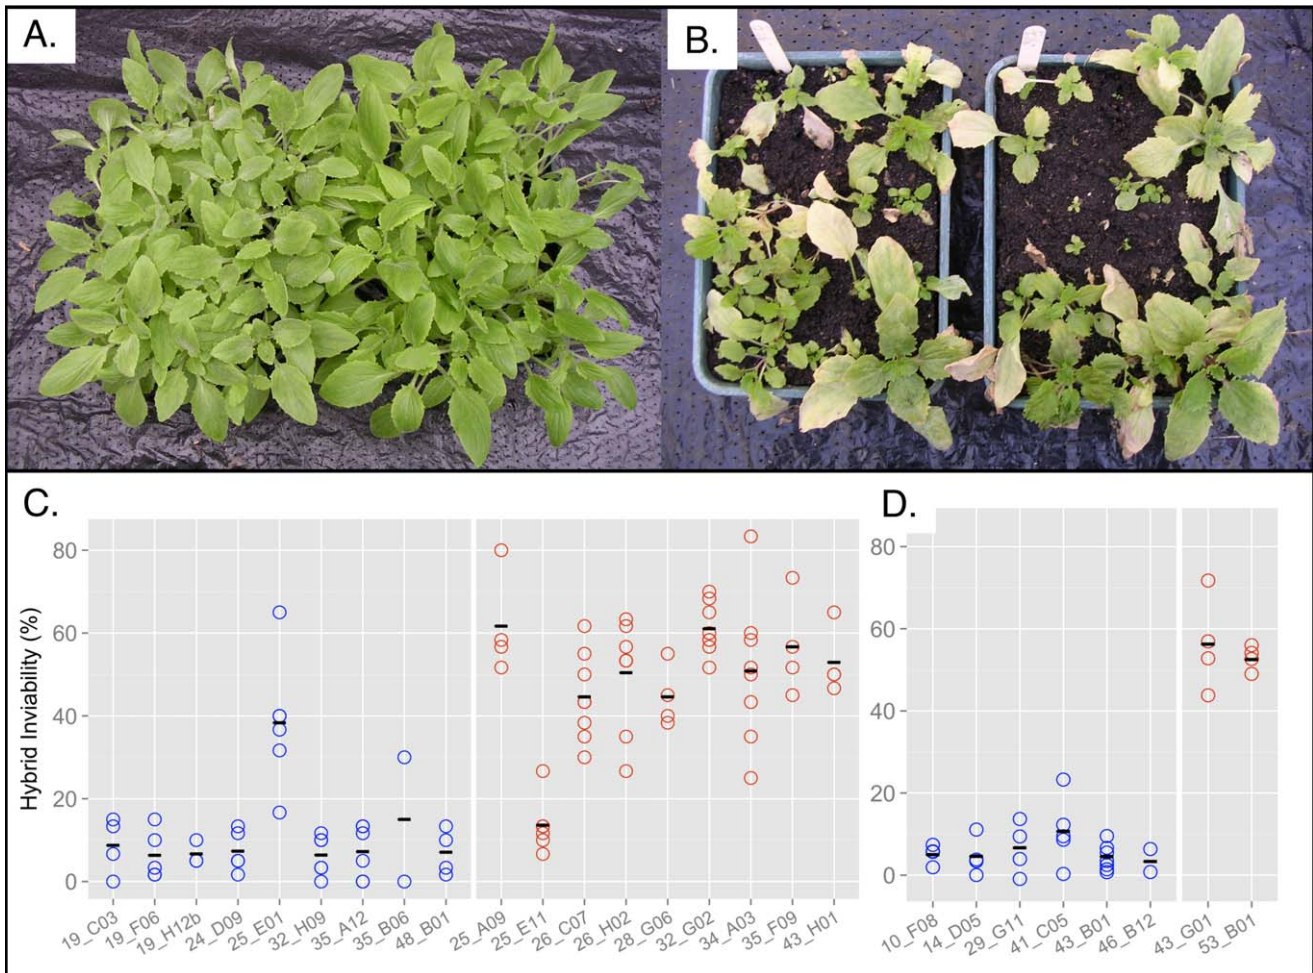 A.
B.
C.
D.
Hybrid Inviability (%)
80
60
40
20
0
19_C03
19_F06
19_H12b
24_D09
25_E01
32_H09
35_A12
35_B06
48_B01
25_A09
25_E11
26_C07
26_H02
28_G06
32_G02
34_A03
35_F09
43_H01
80
60
40
20
0
10_F08
14_D05
29_G11
41_C05
43_B01
46_B12
43_G01
53_B01